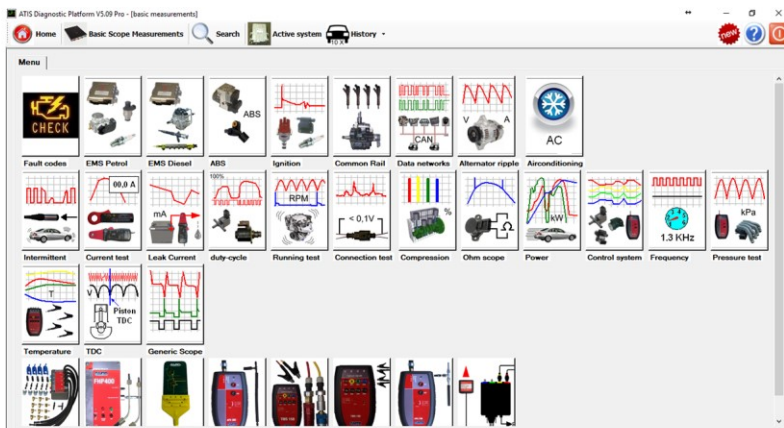 ATIS Diagnostic Platform V5.09 Pro - [basic measurements]
Home Basic Scope Measurements Search Active system History
10 X
new
Menu
CHECK
ABS
CAN
V A
AC
Fault codes EMS Petrol EMS Diesel ABS Ignition Common Rail Data networks Alternator ripple Airconditioning
00,0 A
mA
100%
RPM
< 0,1V
%
Ω
kW
1.3 KHz
kPa
Intermittent Current test Leak Current duty-cycle Running test Connection test Compression Ohm scope Power Control system Frequency Pressure test
T
V
Piston
TDC
Temperature TDC Generic Scope
FHP400